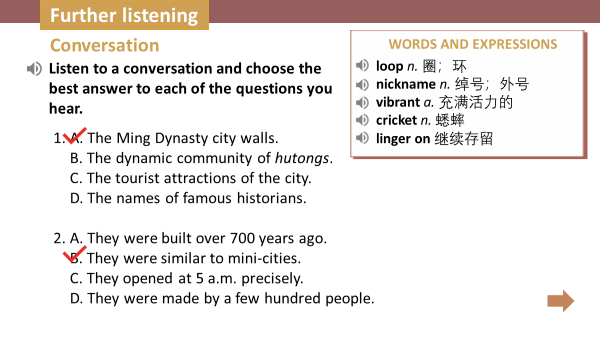 Further listening
Conversation
Listen to a conversation and choose the
best answer to each of the questions you
hear.
1. A. The Ming Dynasty city walls.
B. The dynamic community of hutongs.
C. The tourist attractions of the city.
D. The names of famous historians.
2. A. They were built over 700 years ago.
B. They were similar to mini-cities.
C. They opened at 5 a.m. precisely.
D. They were made by a few hundred people.
WORDS AND EXPRESSIONS
loop n. 圈；环
nickname n. 绰号；外号
vibrant a. 充满活力的
cricket n. 蟋蟀
linger on 继续存留